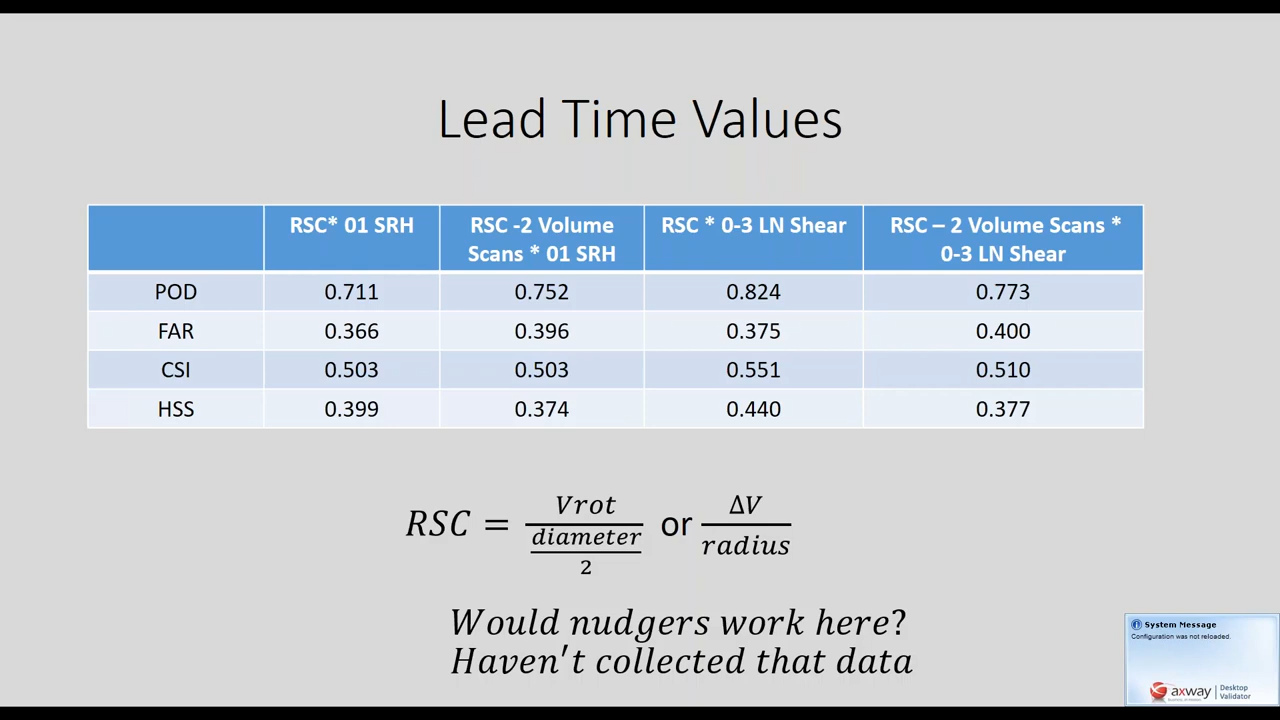 Lead Time Values
RSC* 01 SRH
RSC -2 Volume
Scans * 01 SRH
RSC * 0-3 LN Shear
RSC – 2 Volume Scans *
0-3 LN Shear
POD 0.711 0.752 0.824 0.773
FAR 0.366 0.396 0.375 0.400
CSI 0.503 0.503 0.551 0.510
HSS 0.399 0.374 0.440 0.377
RSC = Vrot / (diameter / 2) or ΔV / radius
Would nudgers work here?
Haven't collected that data
System Message
Configuration was not reloaded.
axway Desktop
Validator